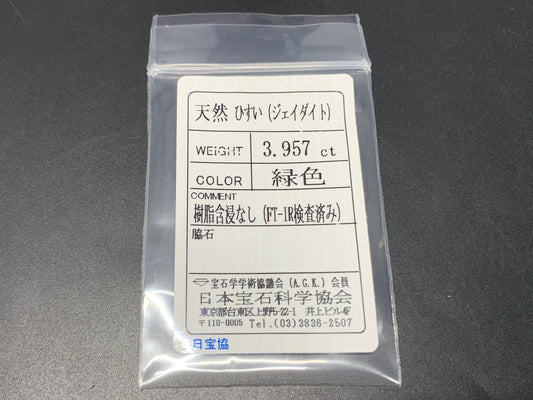 天然 ひすい (ジェイダイト)
WEIGHT 3.957 ct
COLOR 緑色
COMMENT
樹脂含浸なし (FT-IR検査済み)
脇石
宝石学学術協議会 (A.G.K.) 会員
日本宝石科学協会
東京都台東区上野5-22-1 井上ビル4F
〒110-0005 Tel.(03)3836-2507
日宝協